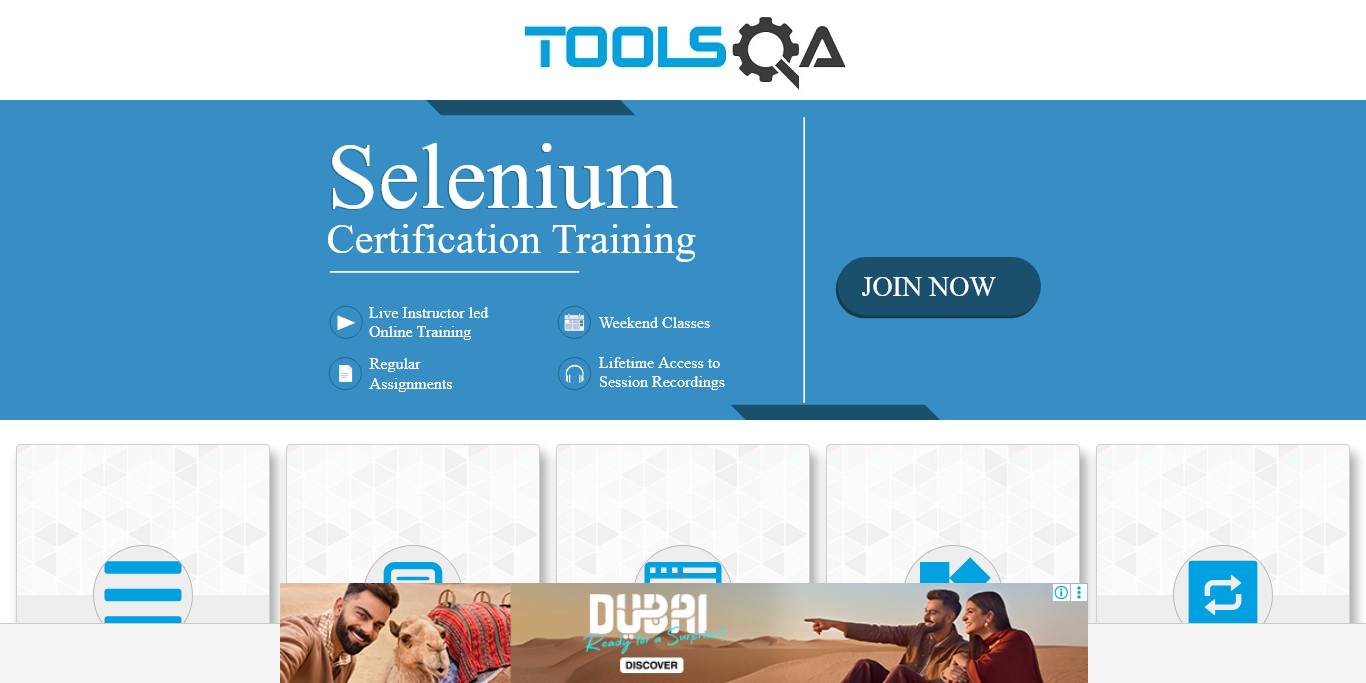 TOOLSQA
Selenium
Certification Training
Live Instructor led
Online Training
Weekend Classes
Regular
Assignments
Lifetime Access to
Session Recordings
JOIN NOW
DUBAI
Ready for a Surprise?
DISCOVER